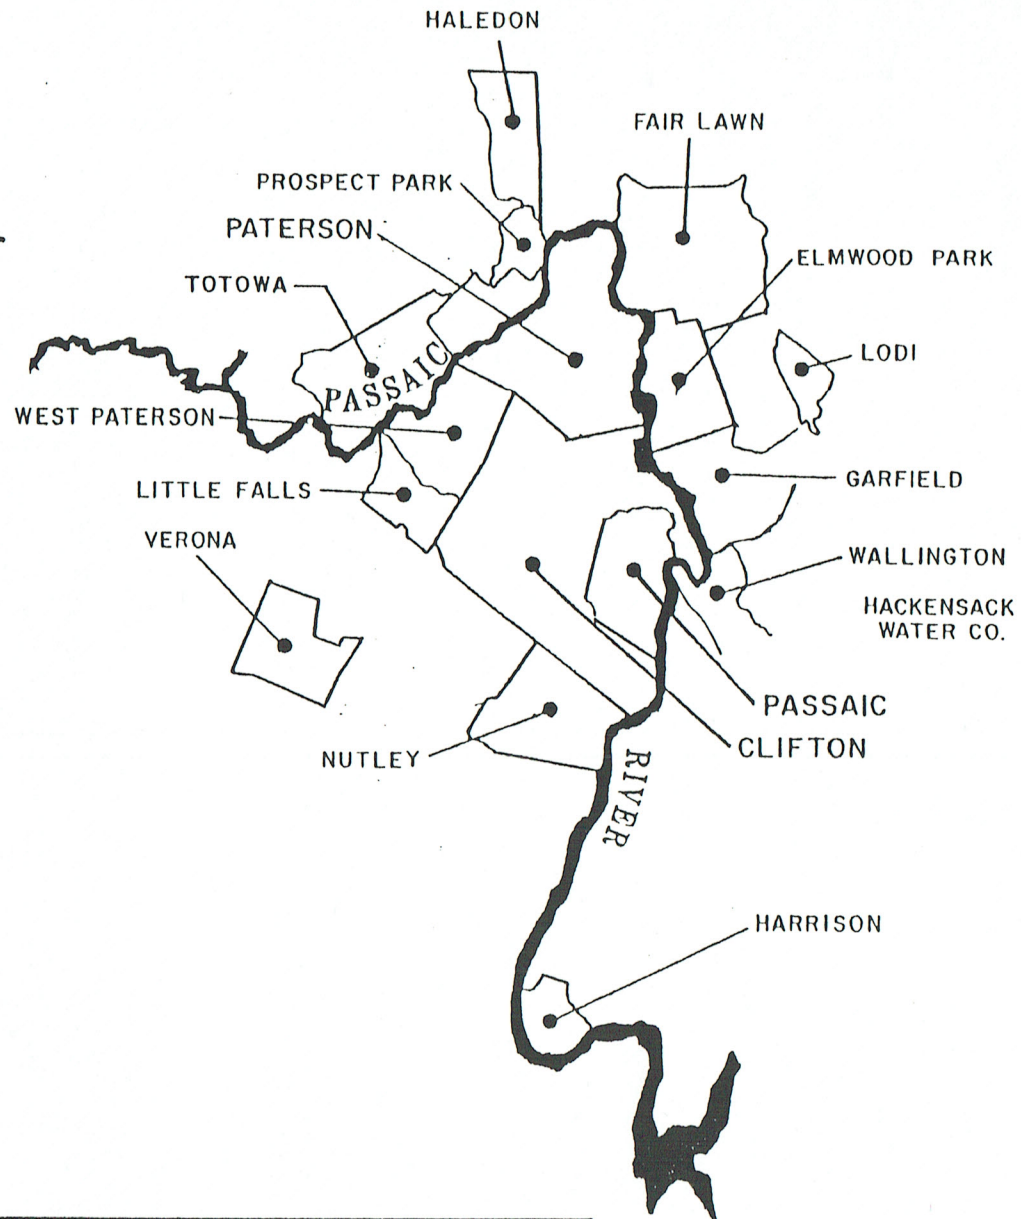 HALEDON
FAIR LAWN
PROSPECT PARK
PATERSON
ELMWOOD PARK
TOTOWA
LODI
PASSAIC
WEST PATERSON
GARFIELD
LITTLE FALLS
VERONA
WALLINGTON
HACKENSACK
WATER CO.
PASSAIC
CLIFTON
NUTLEY
RIVER
HARRISON